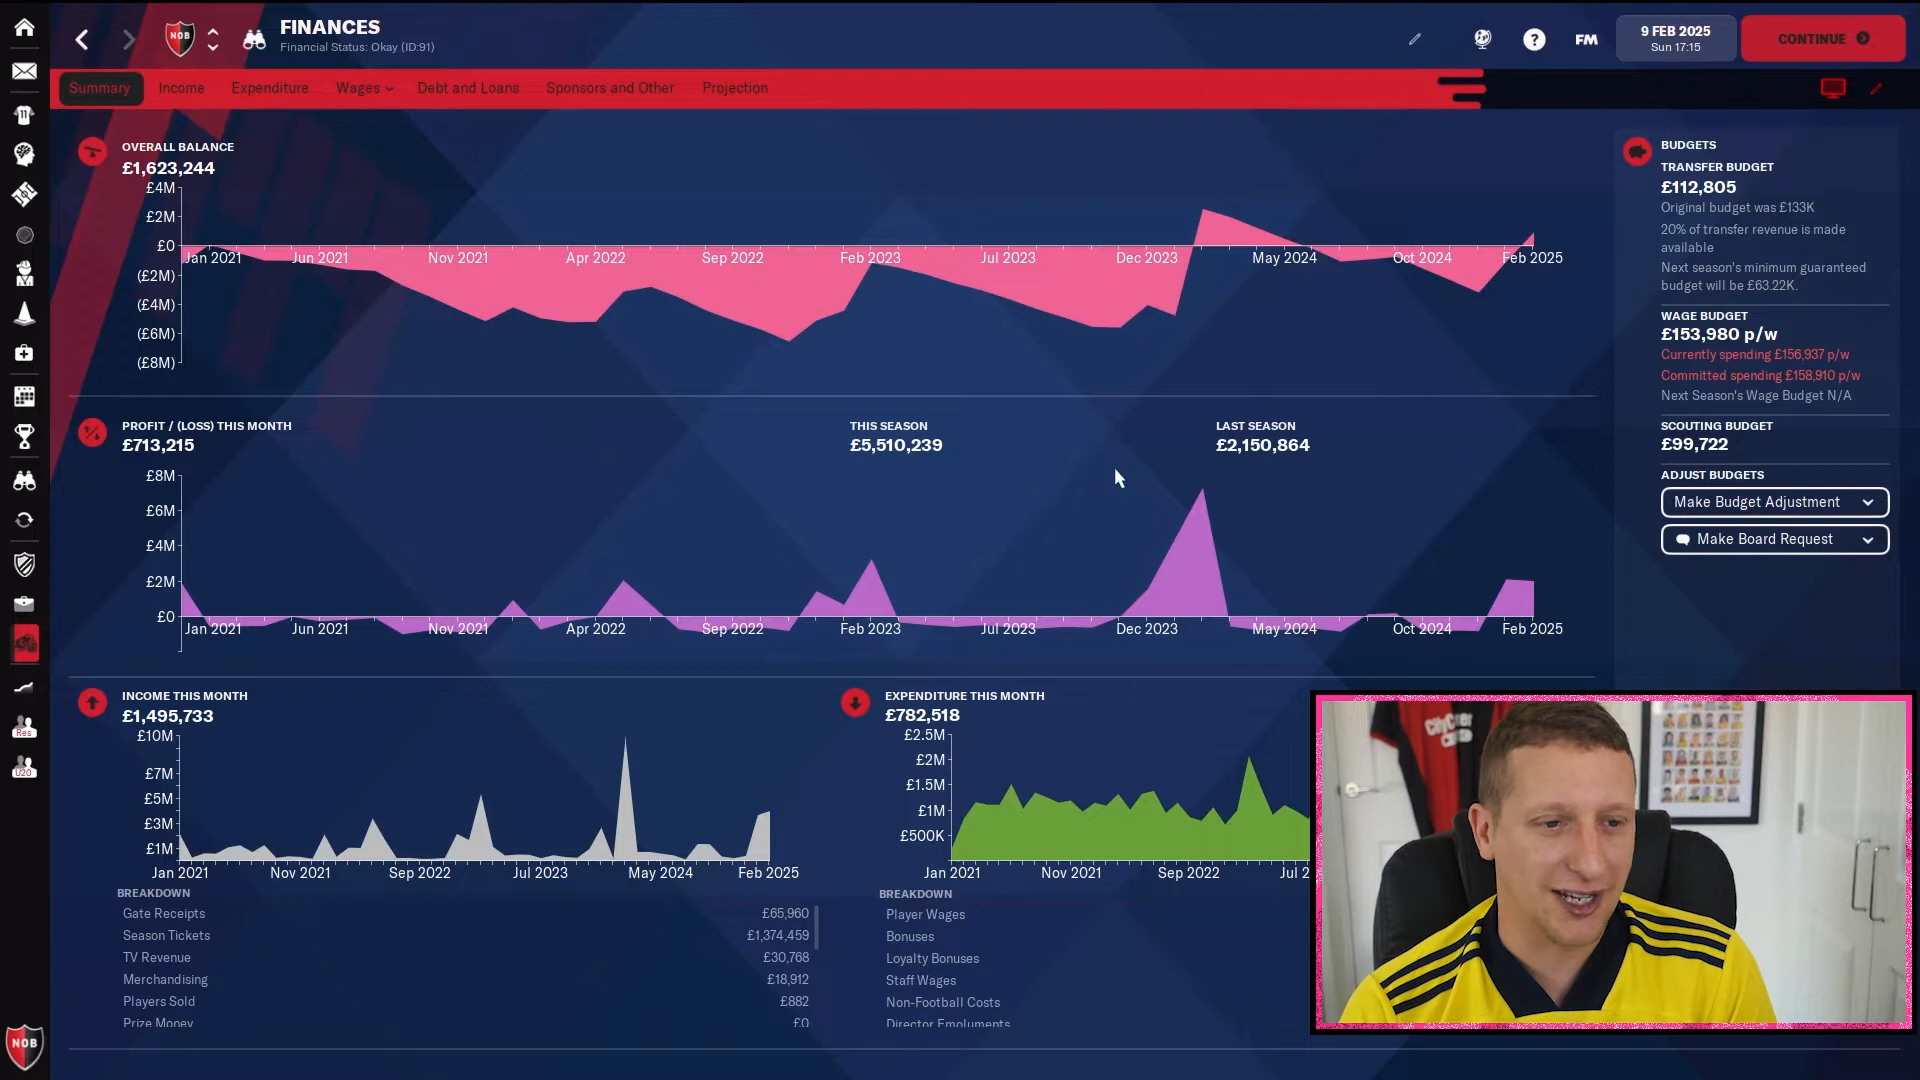 NOB
FINANCES
Financial Status: Okay (ID:91)
FM
9 FEB 2025
Sun 17:15
CONTINUE
Summary
Income
Expenditure
Wages
Debt and Loans
Sponsors and Other
Projection
OVERALL BALANCE
£1,623,244
£4M
£2M
£0
(£2M)
(£4M)
(£6M)
(£8M)
Jan 2021
Jun 2021
Nov 2021
Apr 2022
Sep 2022
Feb 2023
Jul 2023
Dec 2023
May 2024
Oct 2024
Feb 2025
PROFIT / (LOSS) THIS MONTH
£713,215
THIS SEASON
£5,510,239
LAST SEASON
£2,150,864
£8M
£6M
£4M
£2M
£0
Jan 2021
Jun 2021
Nov 2021
Apr 2022
Sep 2022
Feb 2023
Jul 2023
Dec 2023
May 2024
Oct 2024
Feb 2025
INCOME THIS MONTH
£1,495,733
£10M
£7M
£5M
£3M
£1M
Jan 2021
Nov 2021
Sep 2022
Jul 2023
May 2024
Feb 2025
BREAKDOWN
Gate Receipts £65,960
Season Tickets £1,374,459
TV Revenue £30,768
Merchandising £18,912
Players Sold £882
Prize Money £0
EXPENDITURE THIS MONTH
£782,518
£2.5M
£2M
£1.5M
£1M
£500K
Jan 2021
Nov 2021
Sep 2022
Jul 2
BREAKDOWN
Player Wages
Bonuses
Loyalty Bonuses
Staff Wages
Non-Football Costs
Director Emoluments
BUDGETS
TRANSFER BUDGET
£112,805
Original budget was £133K
20% of transfer revenue is made
available
Next season's minimum guaranteed
budget will be £63.22K.
WAGE BUDGET
£153,980 p/w
Currently spending £156,937 p/w
Committed spending £158,910 p/w
Next Season's Wage Budget N/A
SCOUTING BUDGET
£99,722
ADJUST BUDGETS
Make Budget Adjustment
Make Board Request
11
Res
U20
NOB